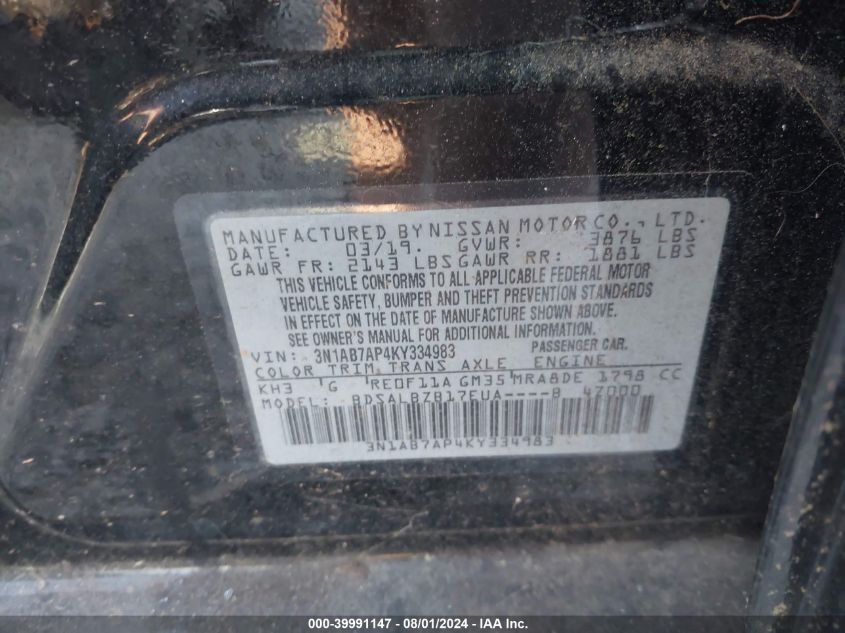 MANUFACTURED BY NISSAN MOTOR CO., LTD.
DATE: 03/19. GVWR: 3876 LBS
GAWR FR: 2143 LBS GAWR RR: 1881 LBS
THIS VEHICLE CONFORMS TO ALL APPLICABLE FEDERAL MOTOR
VEHICLE SAFETY, BUMPER AND THEFT PREVENTION STANDARDS
IN EFFECT ON THE DATE OF MANUFACTURE SHOWN ABOVE.
SEE OWNER'S MANUAL FOR ADDITIONAL INFORMATION.
VIN: 3N1AB7AP4KY334983 PASSENGER CAR.
COLOR TRIM TRANS AXLE ENGINE
KH3 G RE0F11A GM35 MRA8DE 1798 CC
MODEL: BDSALBZB17EUA----B 4Z000
3N1AB7AP4KY334983
000-39991147 - 08/01/2024 - IAA Inc.